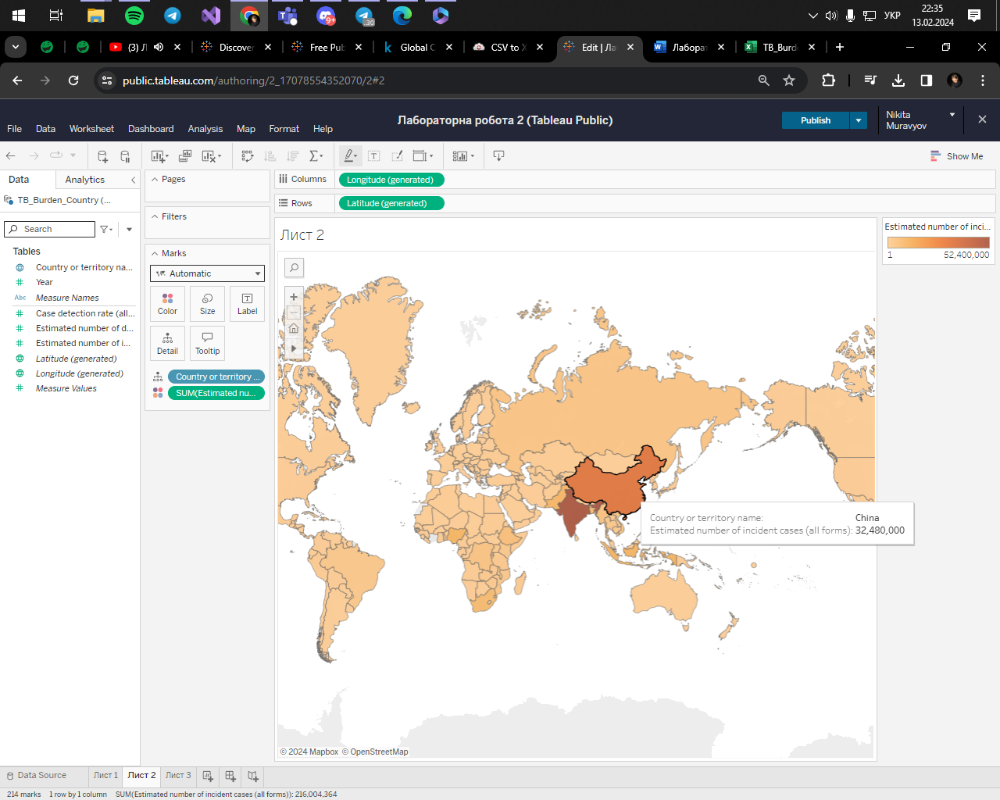 9+
30
УКР
22:35
13.02.2024
(3) Л
Discover
Free Pub
Global C
CSV to X
Edit | Ла
Лаборат
TB_Burd
public.tableau.com/authoring/2_17078554352070/2#2
Лабораторна робота 2 (Tableau Public)
Publish
Nikita
Muravyov
File Data Worksheet Dashboard Analysis Map Format Help
Show Me
Data Analytics
Pages
Columns Longitude (generated)
Rows Latitude (generated)
TB_Burden_Country (...
Search
Filters
Tables
Country or territory na...
Year
Abc Measure Names
Case detection rate (all...
Estimated number of d...
Estimated number of i...
Latitude (generated)
Longitude (generated)
Measure Values
Marks
Automatic
Color Size Label
Detail Tooltip
Country or territory ...
SUM(Estimated nu...
Лист 2
Estimated number of inci...
1 52,400,000
Country or territory name: China
Estimated number of incident cases (all forms): 32,480,000
© 2024 Mapbox © OpenStreetMap
Data Source Лист 1 Лист 2 Лист 3
214 marks 1 row by 1 column SUM(Estimated number of incident cases (all forms)): 216,004,364